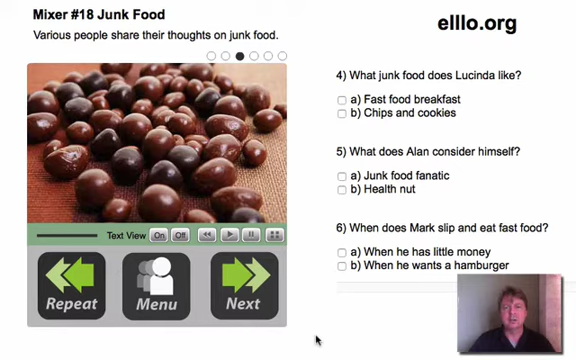 Mixer #18 Junk Food
Various people share their thoughts on junk food.
Text View On Off
Repeat
Menu
Next
elllo.org
4) What junk food does Lucinda like?
a) Fast food breakfast
b) Chips and cookies
5) What does Alan consider himself?
a) Junk food fanatic
b) Health nut
6) When does Mark slip and eat fast food?
a) When he has little money
b) When he wants a hamburger